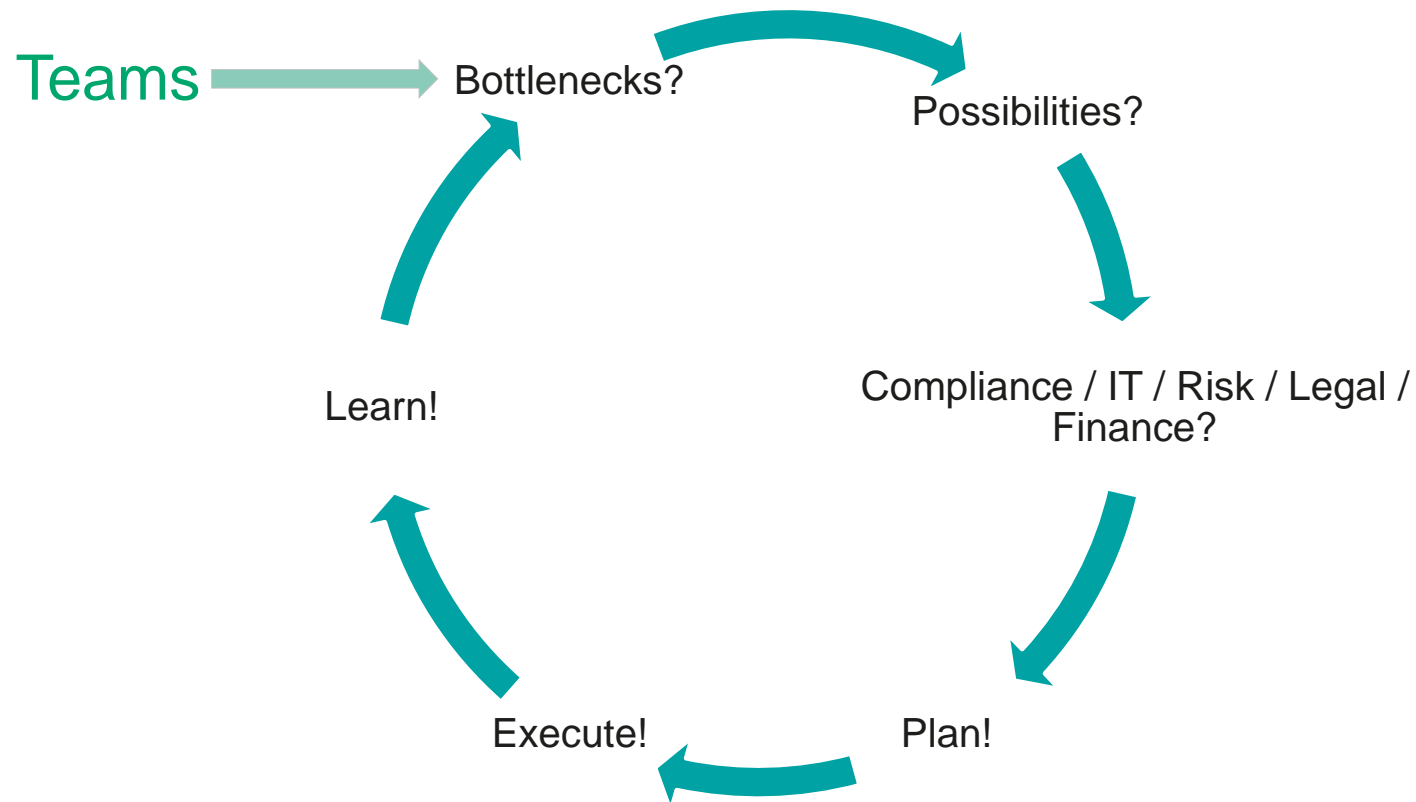 Teams
Bottlenecks?
Possibilities?
Compliance / IT / Risk / Legal /
Finance?
Plan!
Execute!
Learn!